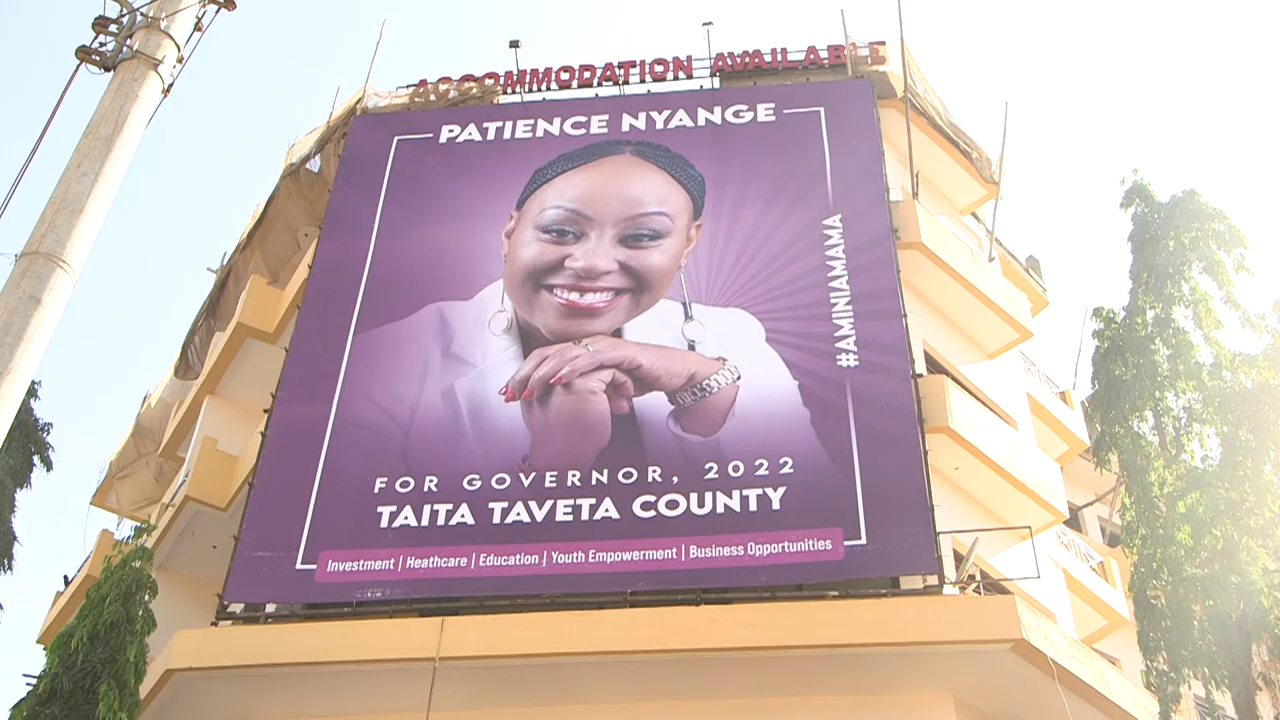 ACCOMMODATION AVAILABLE
PATIENCE NYANGE
#AMINIAMAMA
FOR GOVERNOR, 2022
TAITA TAVETA COUNTY
Investment | Heathcare | Education | Youth Empowerment | Business Opportunities